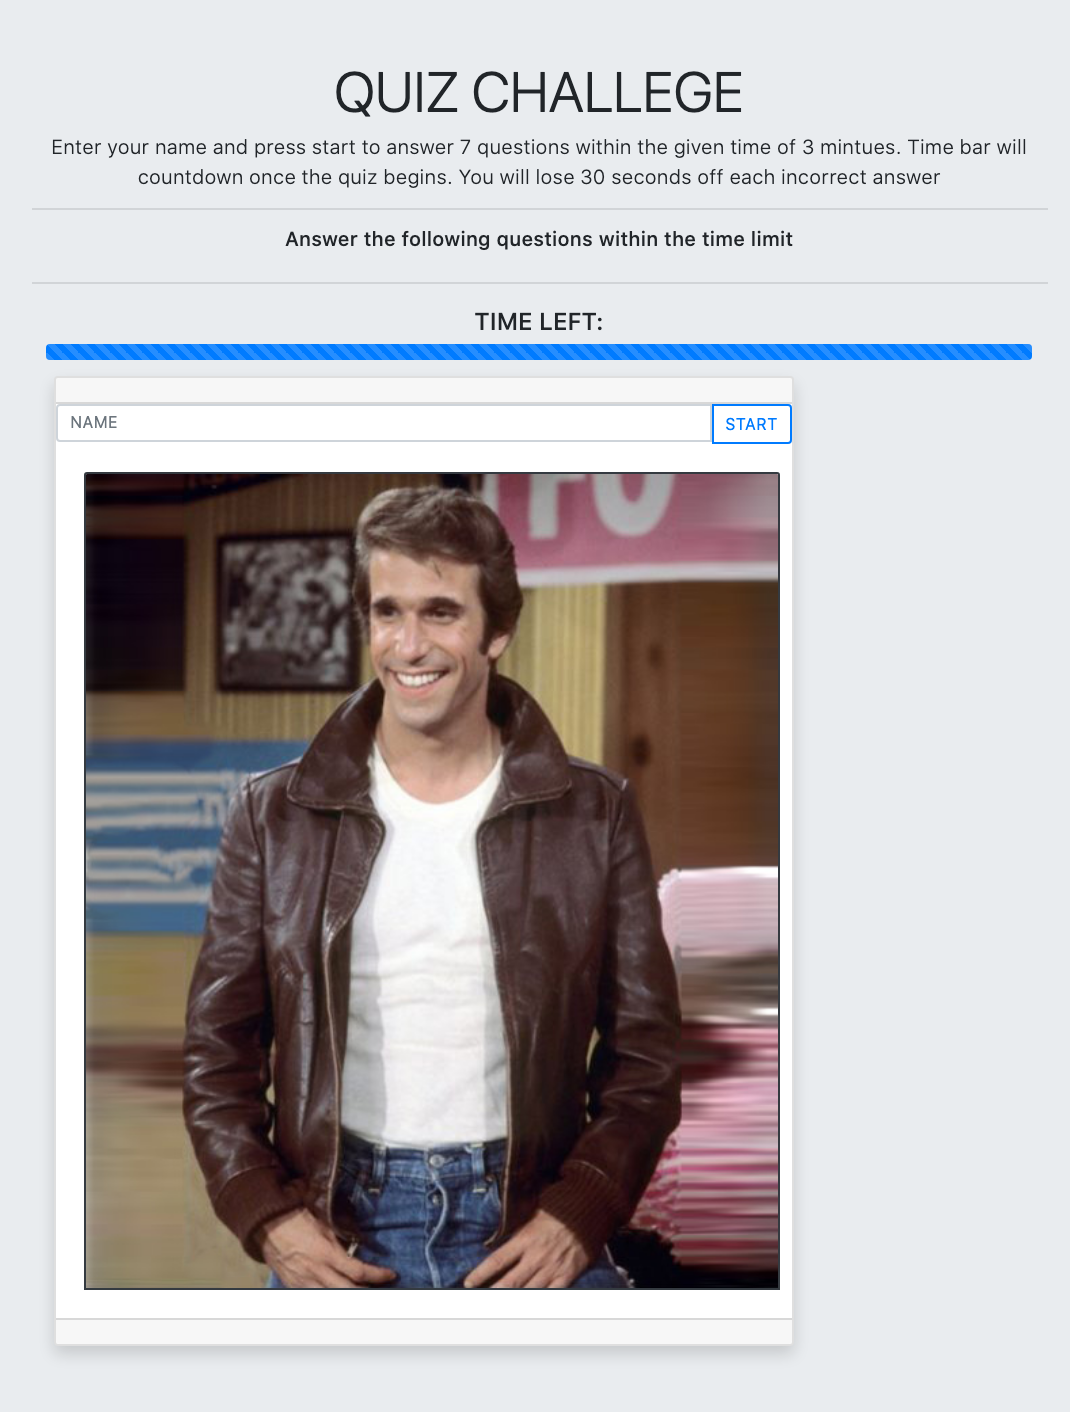 QUIZ CHALLEGE
Enter your name and press start to answer 7 questions within the given time of 3 mintues. Time bar will
countdown once the quiz begins. You will lose 30 seconds off each incorrect answer
Answer the following questions within the time limit
TIME LEFT:
NAME
START